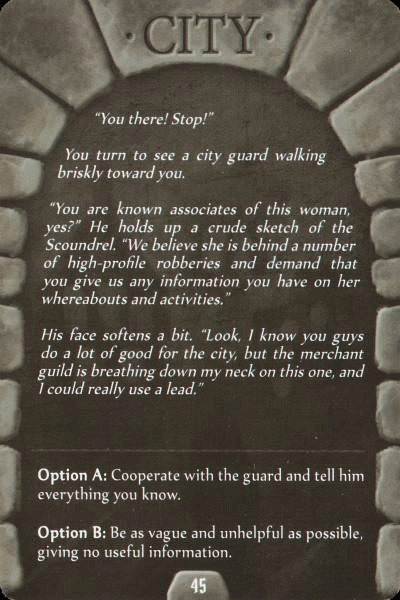 · CITY ·
"You there! Stop!"
You turn to see a city guard walking
briskly toward you.
"You are known associates of this woman,
yes?" He holds up a crude sketch of the
Scoundrel. "We believe she is behind a number
of high-profile robberies and demand that
you give us any information you have on her
whereabouts and activities."
His face softens a bit. "Look, I know you guys
do a lot of good for the city, but the merchant
guild is breathing down my neck on this one, and
I could really use a lead."
Option A: Cooperate with the guard and tell him
everything you know.
Option B: Be as vague and unhelpful as possible,
giving no useful information.
45